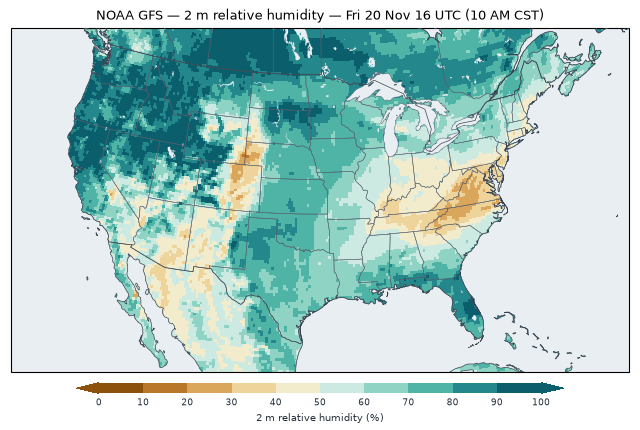 NOAA GFS — 2 m relative humidity — Fri 20 Nov 16 UTC (10 AM CST)
0 10 20 30 40 50 60 70 80 90 100
2 m relative humidity (%)